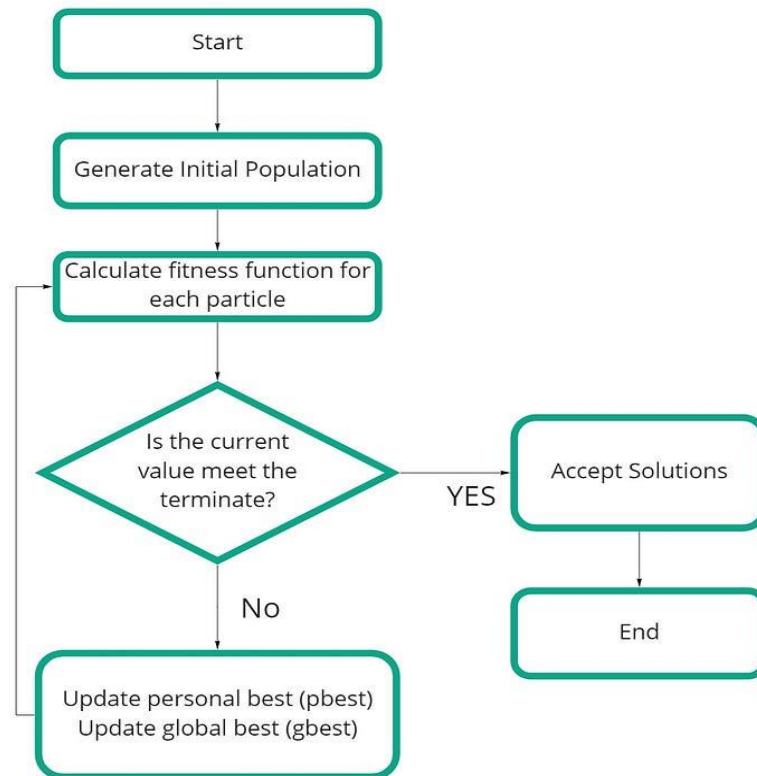 Start
Generate Initial Population
Calculate fitness function for
each particle
Is the current
value meet the
terminate?
YES
Accept Solutions
No
End
Update personal best (pbest)
Update global best (gbest)